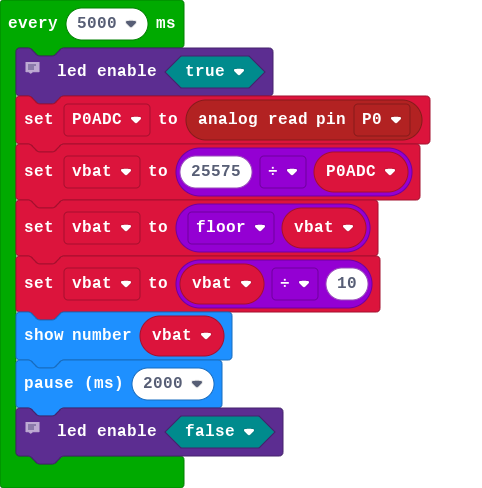 every 5000 ms
led enable true
set P0ADC to analog read pin P0
set vbat to 25575 ÷ P0ADC
set vbat to floor vbat
set vbat to vbat ÷ 10
show number vbat
pause (ms) 2000
led enable false